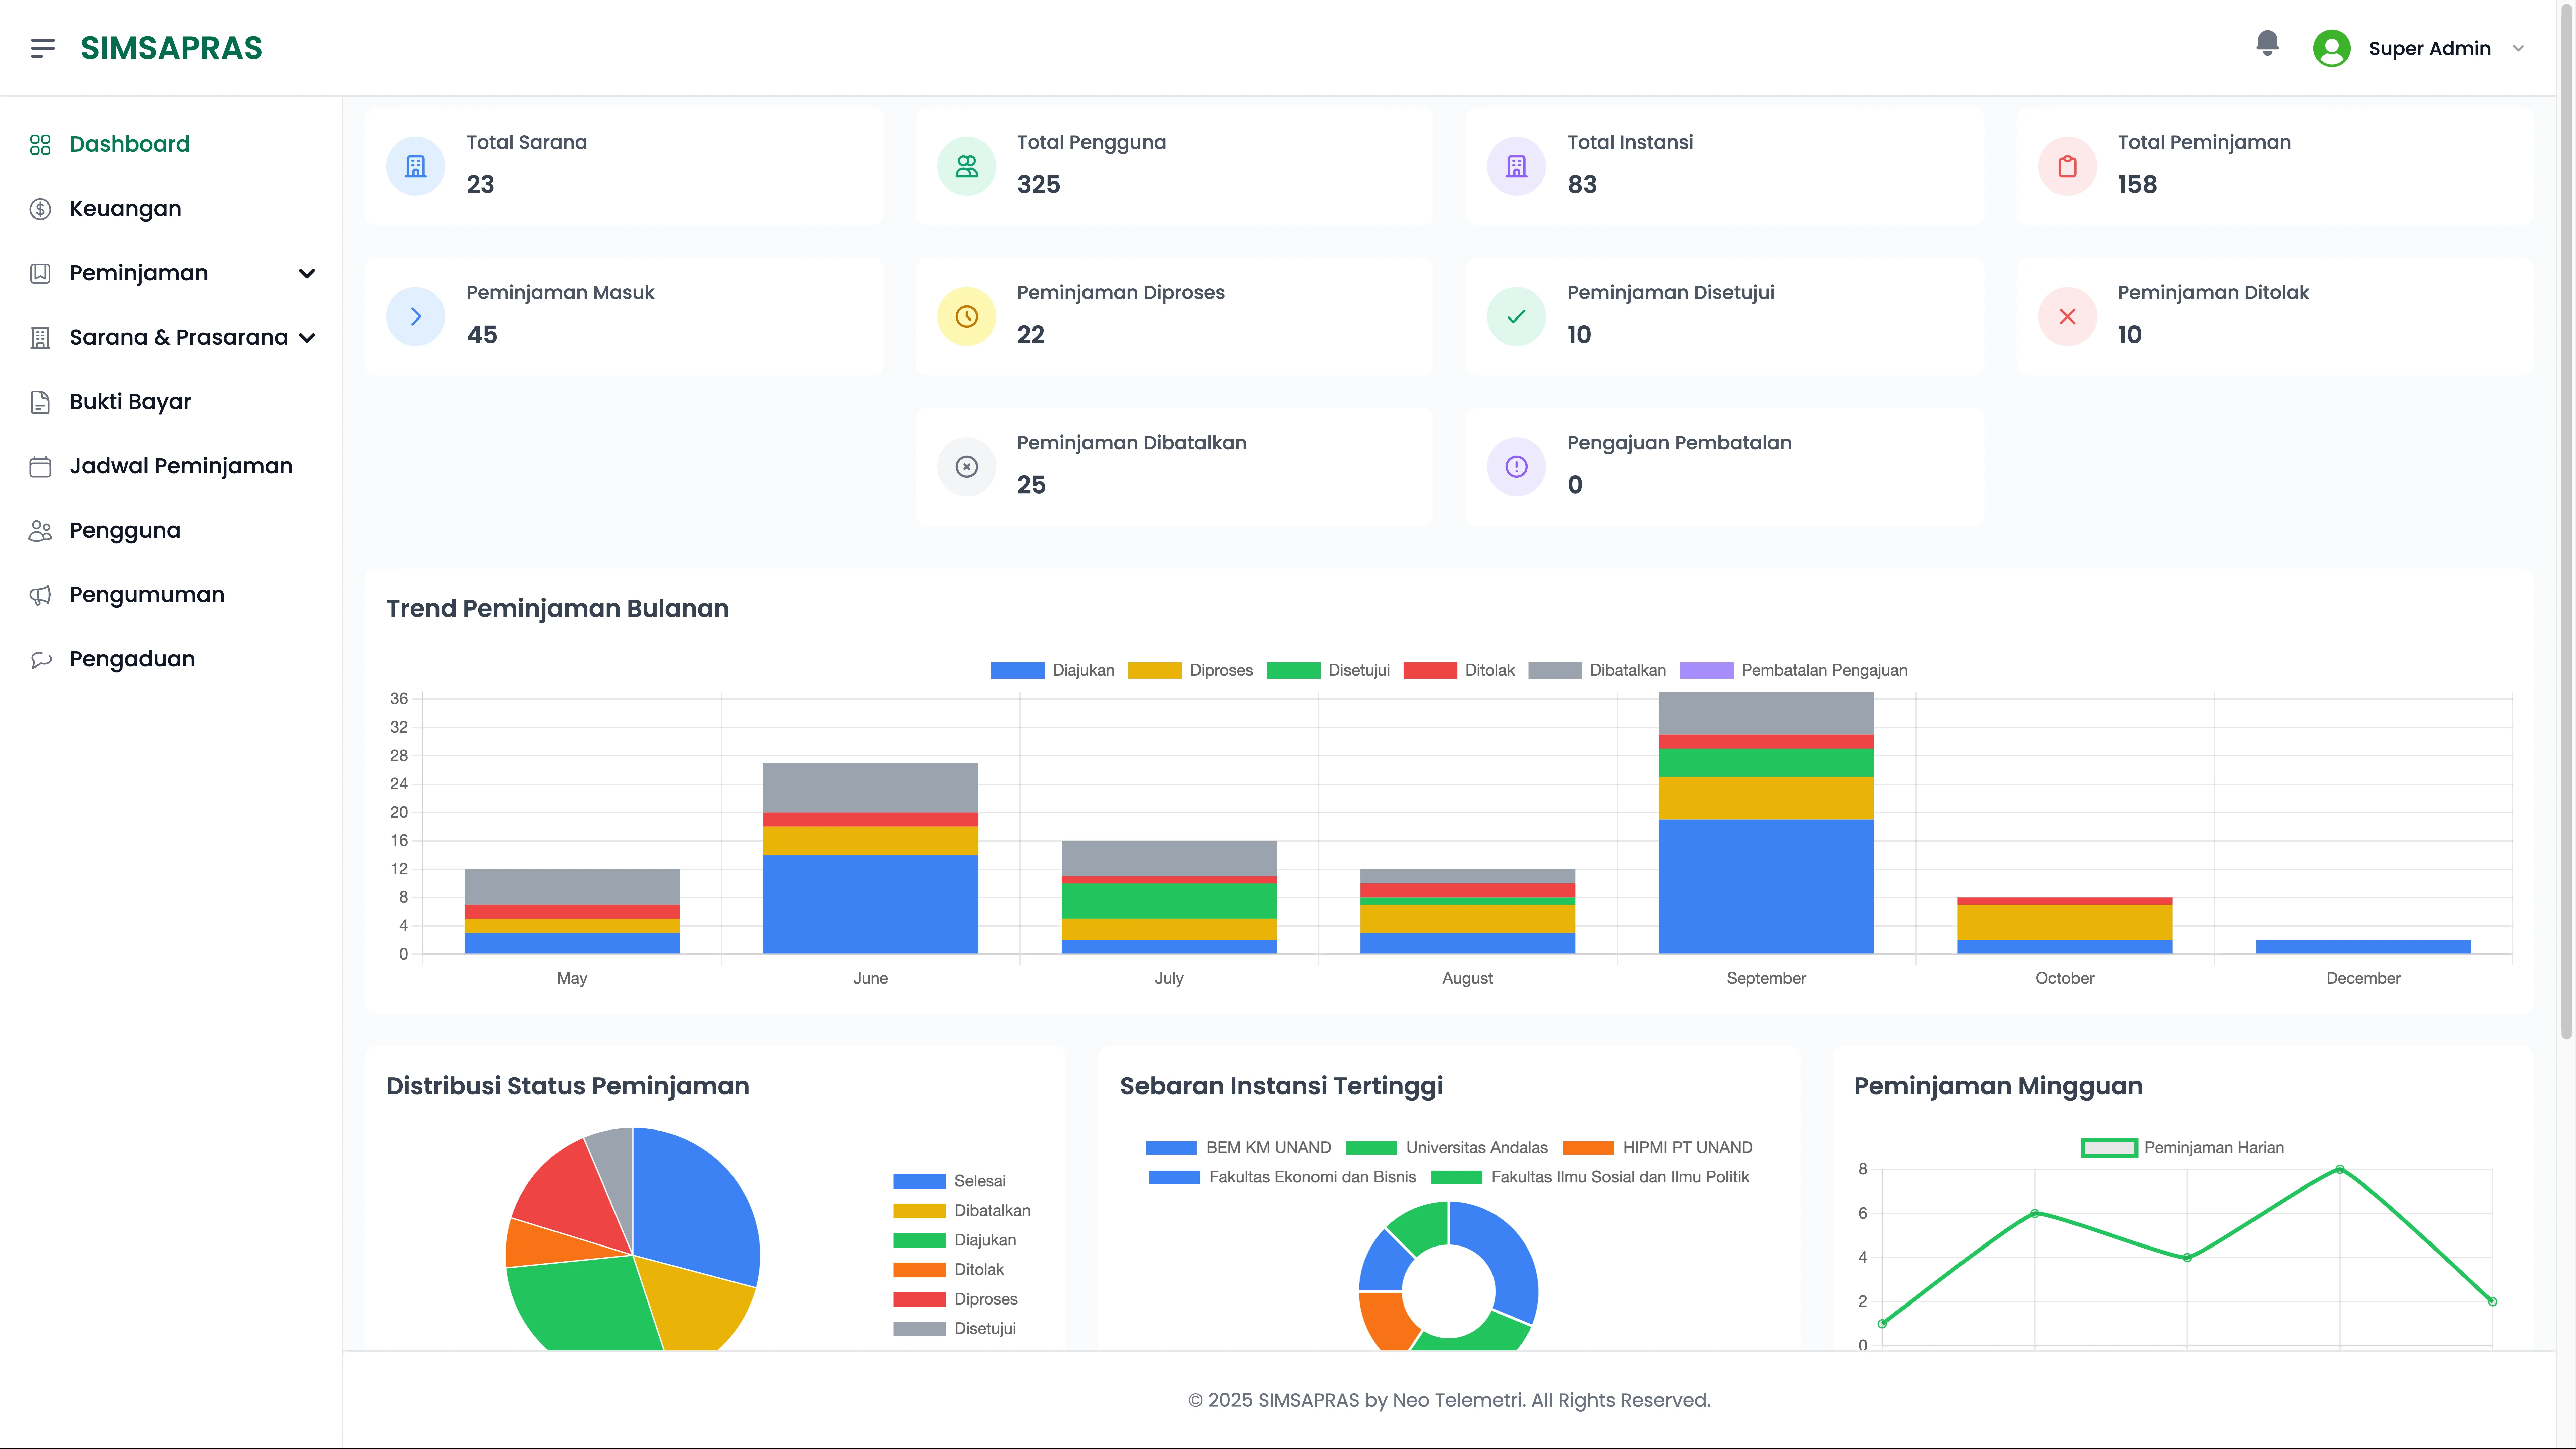 SIMSAPRAS
Super Admin
Dashboard
Keuangan
Peminjaman
Sarana & Prasarana
Bukti Bayar
Jadwal Peminjaman
Pengguna
Pengumuman
Pengaduan
Total Sarana
23
Total Pengguna
325
Total Instansi
83
Total Peminjaman
158
Peminjaman Masuk
45
Peminjaman Diproses
22
Peminjaman Disetujui
10
Peminjaman Ditolak
10
Peminjaman Dibatalkan
25
Pengajuan Pembatalan
0
Trend Peminjaman Bulanan
Diajukan Diproses Disetujui Ditolak Dibatalkan Pembatalan Pengajuan
36
32
28
24
20
16
12
8
4
0
May June July August September October December
Distribusi Status Peminjaman
Selesai
Dibatalkan
Diajukan
Ditolak
Diproses
Disetujui
Sebaran Instansi Tertinggi
BEM KM UNAND Universitas Andalas HIPMI PT UNAND
Fakultas Ekonomi dan Bisnis Fakultas Ilmu Sosial dan Ilmu Politik
Peminjaman Mingguan
Peminjaman Harian
8
6
4
2
0
© 2025 SIMSAPRAS by Neo Telemetri. All Rights Reserved.